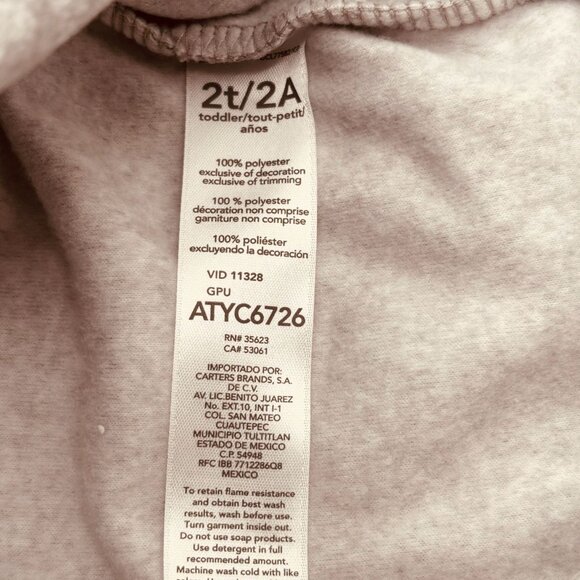 2t/2A
toddler/tout-petit/
años
100% polyester
exclusive of decoration
exclusive of trimming
100 % polyester
décoration non comprise
garniture non comprise
100% poliéster
excluyendo la decoración
VID 11328
GPU
ATYC6726
RN# 35623
CA# 53061
IMPORTADO POR:
CARTERS BRANDS, S.A.
DE C.V.
AV. LIC.BENITO JUAREZ
No. EXT.10, INT I-1
COL. SAN MATEO
CUAUTEPEC
MUNICIPIO TULTITLAN
ESTADO DE MEXICO
C.P. 54948
RFC IBB 7712286Q8
MEXICO
To retain flame resistance
and obtain best wash
results, wash before use.
Turn garment inside out.
Do not use soap products.
Use detergent in full
recommended amount.
Machine wash cold with like